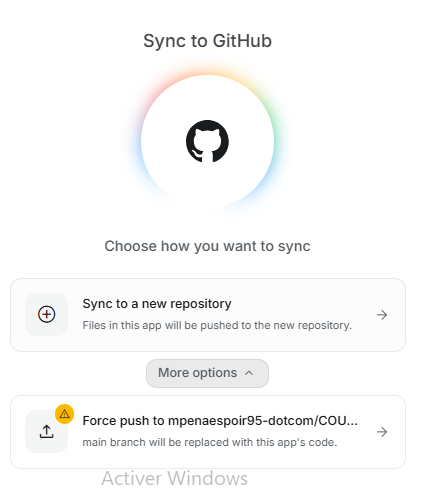 Sync to GitHub
Choose how you want to sync
Sync to a new repository
Files in this app will be pushed to the new repository.
More options
Force push to mpenaespoir95-dotcom/COU...
main branch will be replaced with this app's code.
Activer Windows